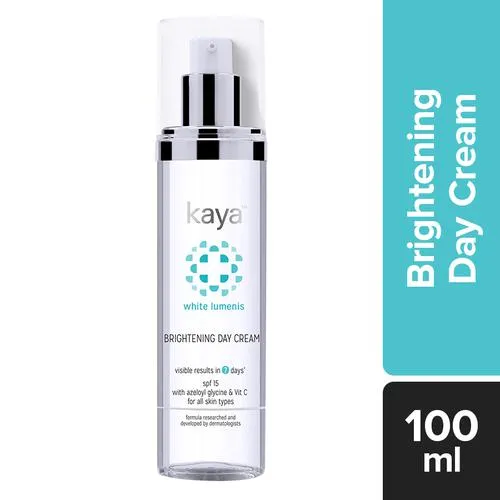 kaya™
white lumenis
BRIGHTENING DAY CREAM
visible results in 7 days*
spf 15
with azeloyl glycine & Vit C
for all skin types
formula researched and
developed by dermatologists
Brightening
Day Cream
100
ml